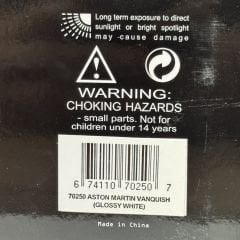 Long term exposure to direct
sunlight or bright spotlight
may cause damage
WARNING:
CHOKING HAZARDS
- small parts. Not for
children under 14 years
6 74110 70250 7
70250 ASTON MARTIN VANQUISH
(GLOSSY WHITE)
Made in China